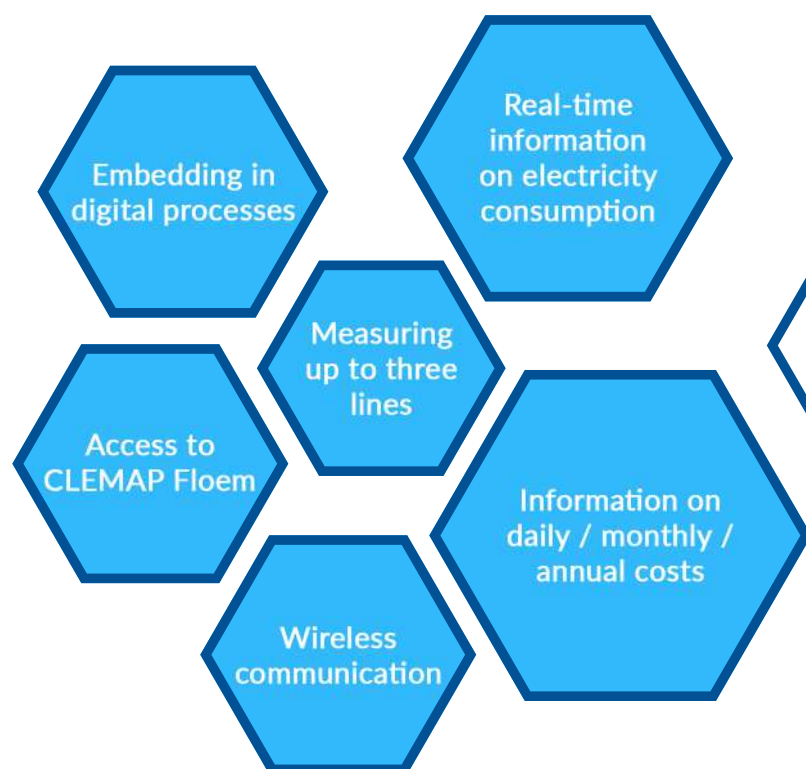 Real-time
information
on electricity
consumption
Embedding in
digital processes
Measuring
up to three
lines
Access to
CLEMAP Floem
Information on
daily / monthly /
annual costs
Wireless
communication